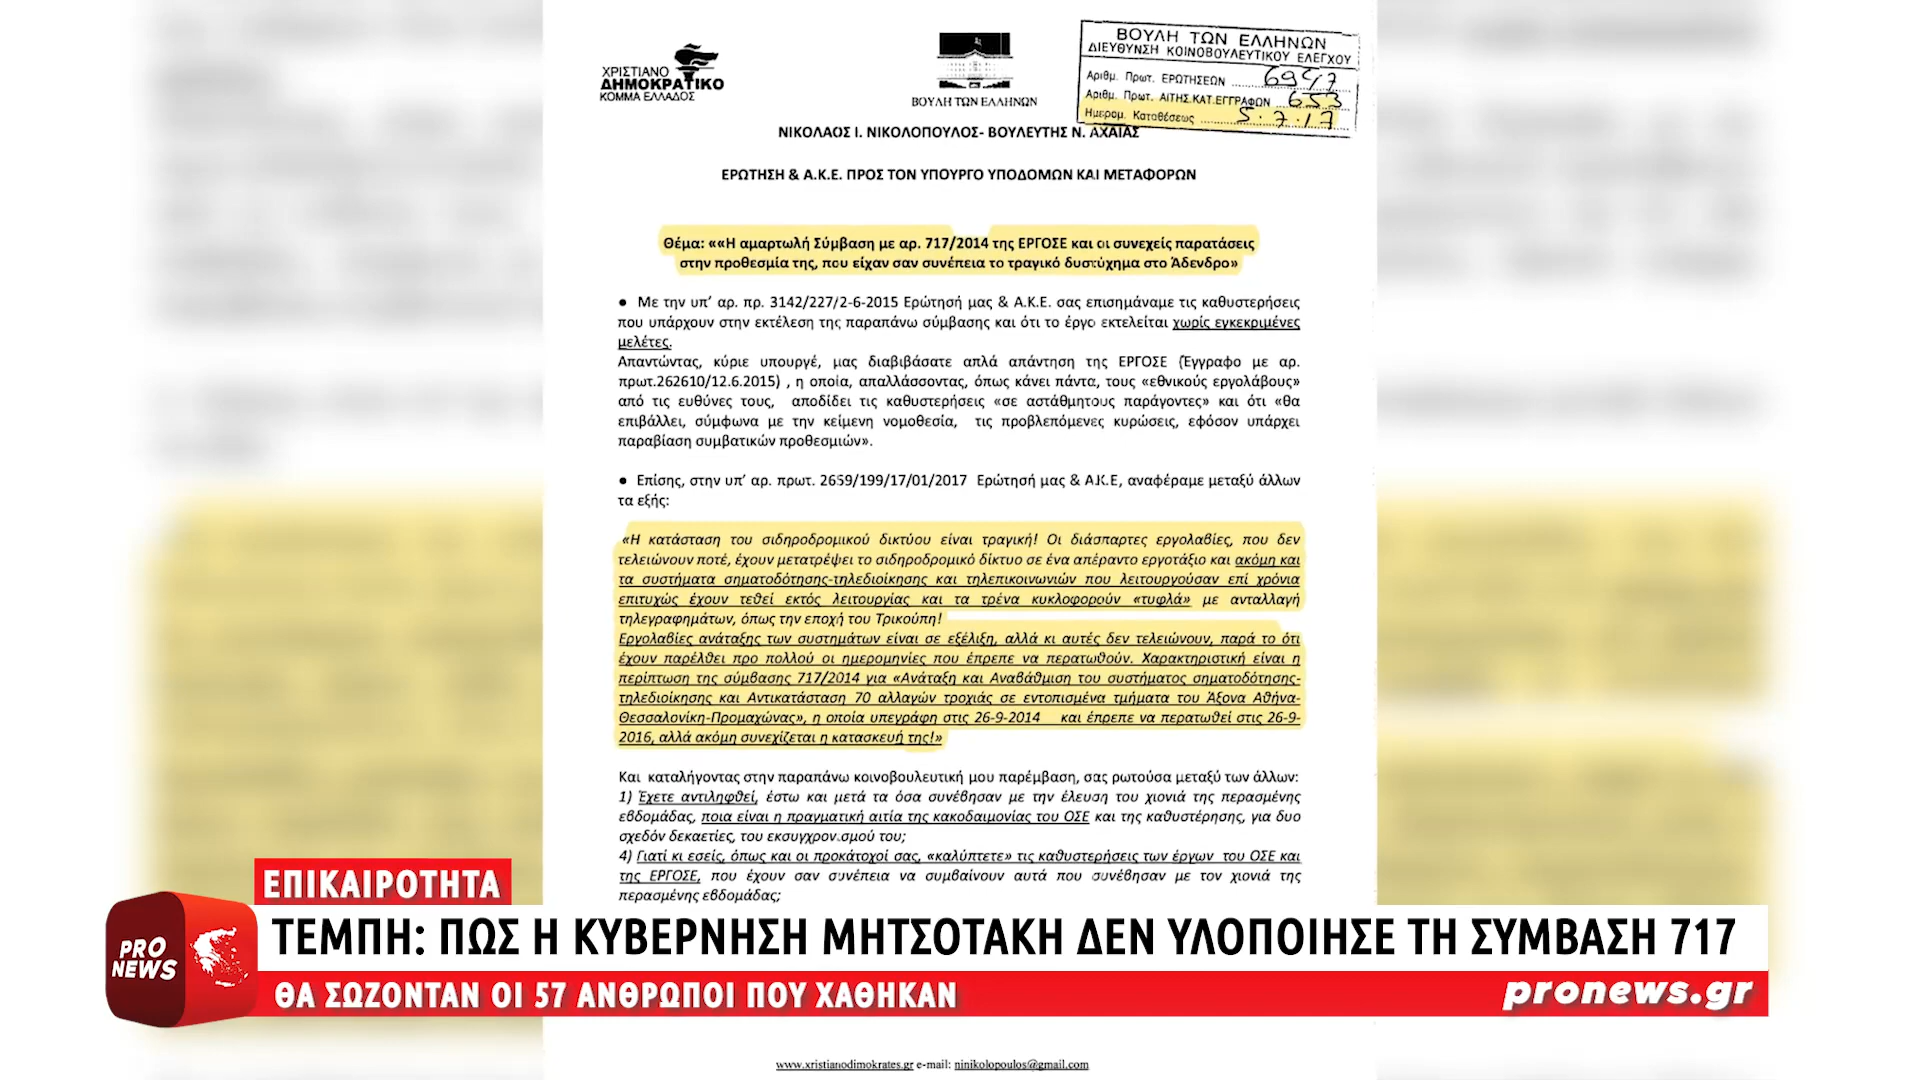 ΧΡΙΣΤΙΑΝΟ
ΔΗΜΟΚΡΑΤΙΚΟ
ΚΟΜΜΑ ΕΛΛΑΔΟΣ
ΒΟΥΛΗ ΤΩΝ ΕΛΛΗΝΩΝ
ΒΟΥΛΗ ΤΩΝ ΕΛΛΗΝΩΝ
ΔΙΕΥΘΥΝΣΗ ΚΟΙΝΟΒΟΥΛΕΥΤΙΚΟΥ ΕΛΕΓΧΟΥ
Αριθμ. Πρωτ. ΕΡΩΤΗΣΕΩΝ 6947
Αριθμ. Πρωτ. ΑΙΤΗΣ.ΚΑΤ.ΕΓΓΡΑΦΩΝ 653
Ημερομ. Καταθέσεως 5.7.17
ΝΙΚΟΛΑΟΣ Ι. ΝΙΚΟΛΟΠΟΥΛΟΣ- ΒΟΥΛΕΥΤΗΣ Ν. ΑΧΑΪΑΣ
ΕΡΩΤΗΣΗ & Α.Κ.Ε. ΠΡΟΣ ΤΟΝ ΥΠΟΥΡΓΟ ΥΠΟΔΟΜΩΝ ΚΑΙ ΜΕΤΑΦΟΡΩΝ
Θέμα: ««Η αμαρτωλή Σύμβαση με αρ. 717/2014 της ΕΡΓΟΣΕ και οι συνεχείς παρατάσεις
στην προθεσμία της, που είχαν σαν συνέπεια το τραγικό δυστύχημα στο Άδενδρο»
● Με την υπ’ αρ. πρ. 3142/227/2-6-2015 Ερώτησή μας & Α.Κ.Ε. σας επισημάναμε τις καθυστερήσεις
που υπάρχουν στην εκτέλεση της παραπάνω σύμβασης και ότι το έργο εκτελείται χωρίς εγκεκριμένες
μελέτες.
Απαντώντας, κύριε υπουργέ, μας διαβιβάσατε απλά απάντηση της ΕΡΓΟΣΕ (Έγγραφο με αρ.
πρωτ.262610/12.6.2015) , η οποία, απαλλάσσοντας, όπως κάνει πάντα, τους «εθνικούς εργολάβους»
από τις ευθύνες τους, αποδίδει τις καθυστερήσεις «σε αστάθμητους παράγοντες» και ότι «θα
επιβάλλει, σύμφωνα με την κείμενη νομοθεσία, τις προβλεπόμενες κυρώσεις, εφόσον υπάρχει
παραβίαση συμβατικών προθεσμιών».
● Επίσης, στην υπ’ αρ. πρωτ. 2659/199/17/01/2017 Ερώτησή μας & Α.Κ.Ε, αναφέραμε μεταξύ άλλων
τα εξής:
«Η κατάσταση του σιδηροδρομικού δικτύου είναι τραγική! Οι διάσπαρτες εργολαβίες, που δεν
τελειώνουν ποτέ, έχουν μετατρέψει το σιδηροδρομικό δίκτυο σε ένα απέραντο εργοτάξιο και ακόμη και
τα συστήματα σηματοδότησης-τηλεδιοίκησης και τηλεπικοινωνιών που λειτουργούσαν επί χρόνια
επιτυχώς έχουν τεθεί εκτός λειτουργίας και τα τρένα κυκλοφορούν «τυφλά» με ανταλλαγή
τηλεγραφημάτων, όπως την εποχή του Τρικούπη!
Εργολαβίες ανάταξης των συστημάτων είναι σε εξέλιξη, αλλά κι αυτές δεν τελειώνουν, παρά το ότι
έχουν παρέλθει προ πολλού οι ημερομηνίες που έπρεπε να περατωθούν. Χαρακτηριστική είναι η
περίπτωση της σύμβασης 717/2014 για «Ανάταξη και Αναβάθμιση του συστήματος σηματοδότησης-
τηλεδιοίκησης και Αντικατάσταση 70 αλλαγών τροχιάς σε εντοπισμένα τμήματα του Άξονα Αθήνα-
Θεσσαλονίκη-Προμαχώνας», η οποία υπεγράφη στις 26-9-2014 και έπρεπε να περατωθεί στις 26-9-
2016, αλλά ακόμη συνεχίζεται η κατασκευή της!»
Και καταλήγοντας στην παραπάνω κοινοβουλευτική μου παρέμβαση, σας ρωτούσα μεταξύ των άλλων:
1) Έχετε αντιληφθεί, έστω και μετά τα όσα συνέβησαν με την έλευση του χιονιά της περασμένης
εβδομάδας, ποια είναι η πραγματική αιτία της κακοδαιμονίας του ΟΣΕ και της καθυστέρησης, για δυο
σχεδόν δεκαετίες, του εκσυγχρονισμού του;
4) Γιατί κι εσείς, όπως και οι προκάτοχοί σας, «καλύπτετε» τις καθυστερήσεις των έργων του ΟΣΕ και
της ΕΡΓΟΣΕ, που έχουν σαν συνέπεια να συμβαίνουν αυτά που συνέβησαν με τον χιονιά της
περασμένης εβδομάδας;
ΕΠΙΚΑΙΡΟΤΗΤΑ
PRO
NEWS
ΤΕΜΠΗ: ΠΩΣ Η ΚΥΒΕΡΝΗΣΗ ΜΗΤΣΟΤΑΚΗ ΔΕΝ ΥΛΟΠΟΙΗΣΕ ΤΗ ΣΥΜΒΑΣΗ 717
ΘΑ ΣΩΖΟΝΤΑΝ ΟΙ 57 ΑΝΘΡΩΠΟΙ ΠΟΥ ΧΑΘΗΚΑΝ
pronews.gr
www.xristianodimokrates.gr e-mail: ninikolopoulos@gmail.com